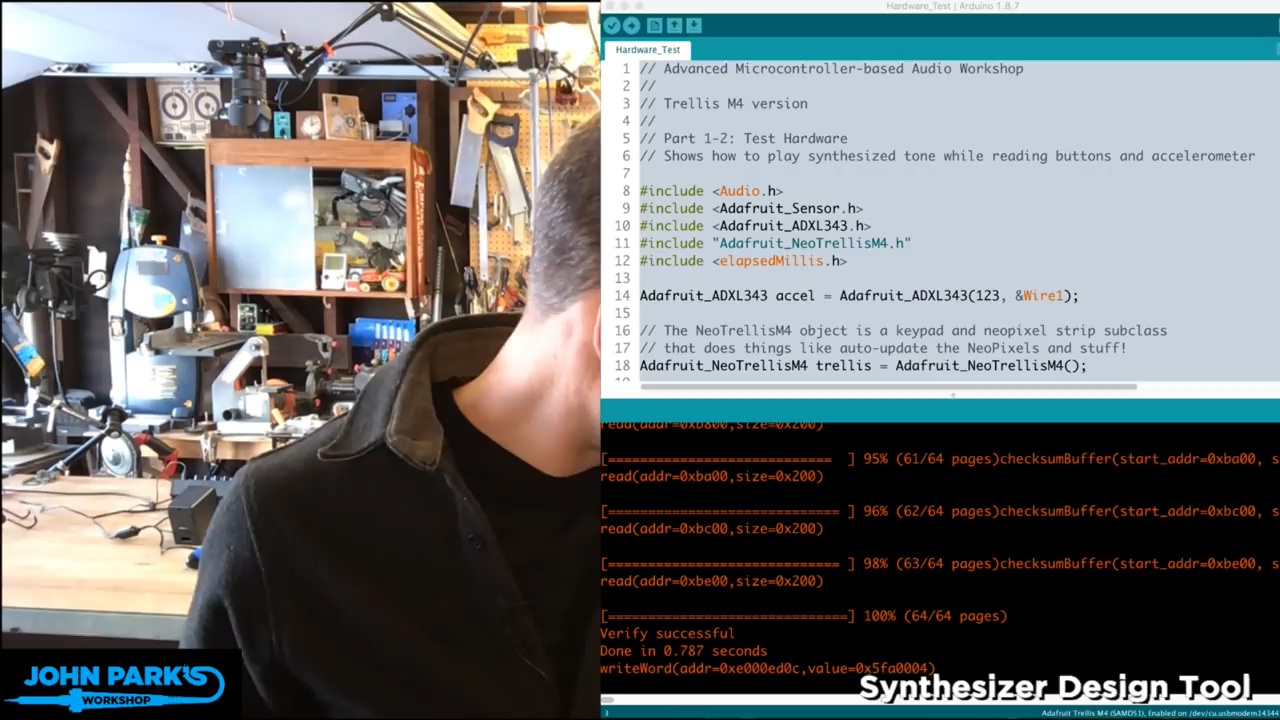 Hardware_Test | Arduino 1.8.7
Hardware_Test
1 // Advanced Microcontroller-based Audio Workshop
2 //
3 // Trellis M4 version
4 //
5 // Part 1-2: Test Hardware
6 // Shows how to play synthesized tone while reading buttons and accelerometer
7
8 #include <Audio.h>
9 #include <Adafruit_Sensor.h>
10 #include <Adafruit_ADXL343.h>
11 #include "Adafruit_NeoTrellisM4.h"
12 #include <elapsedMillis.h>
13
14 Adafruit_ADXL343 accel = Adafruit_ADXL343(123, &Wire1);
15
16 // The NeoTrellisM4 object is a keypad and neopixel strip subclass
17 // that does things like auto-update the NeoPixels and stuff!
18 Adafruit_NeoTrellisM4 trellis = Adafruit_NeoTrellisM4();
read(addr=0xb800,size=0x200)
[============================  ] 95% (61/64 pages)checksumBuffer(start_addr=0xba00, s
read(addr=0xba00,size=0x200)
[============================= ] 96% (62/64 pages)checksumBuffer(start_addr=0xbc00, s
read(addr=0xbc00,size=0x200)
[============================= ] 98% (63/64 pages)checksumBuffer(start_addr=0xbe00, s
read(addr=0xbe00,size=0x200)
[==============================] 100% (64/64 pages)
Verify successful
Done in 0.787 seconds
writeWord(addr=0xe000ed0c,value=0x5fa0004)
Synthesizer Design Tool
3
Adafruit Trellis M4 (SAMD51), Enabled on /dev/cu.usbmodem14344
JOHN PARK'S
WORKSHOP